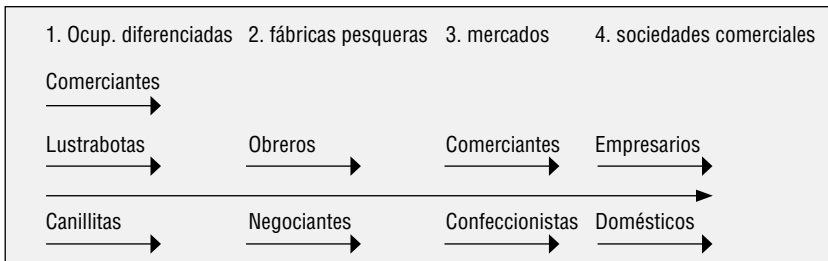 1. Ocup. diferenciadas 2. fábricas pesqueras 3. mercados 4. sociedades comerciales
Comerciantes
Lustrabotas Obreros Comerciantes Empresarios
Canillitas Negociantes Confeccionistas Domésticos